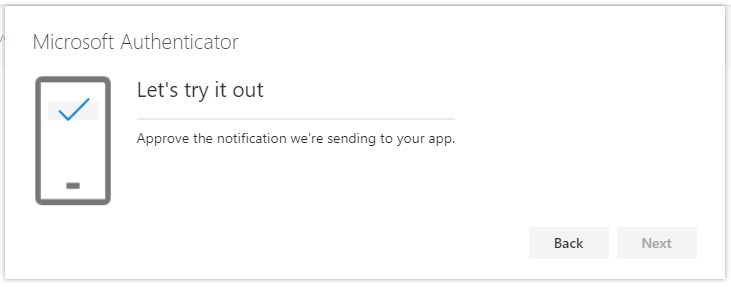 Microsoft Authenticator
Let's try it out
Approve the notification we're sending to your app.
Back
Next